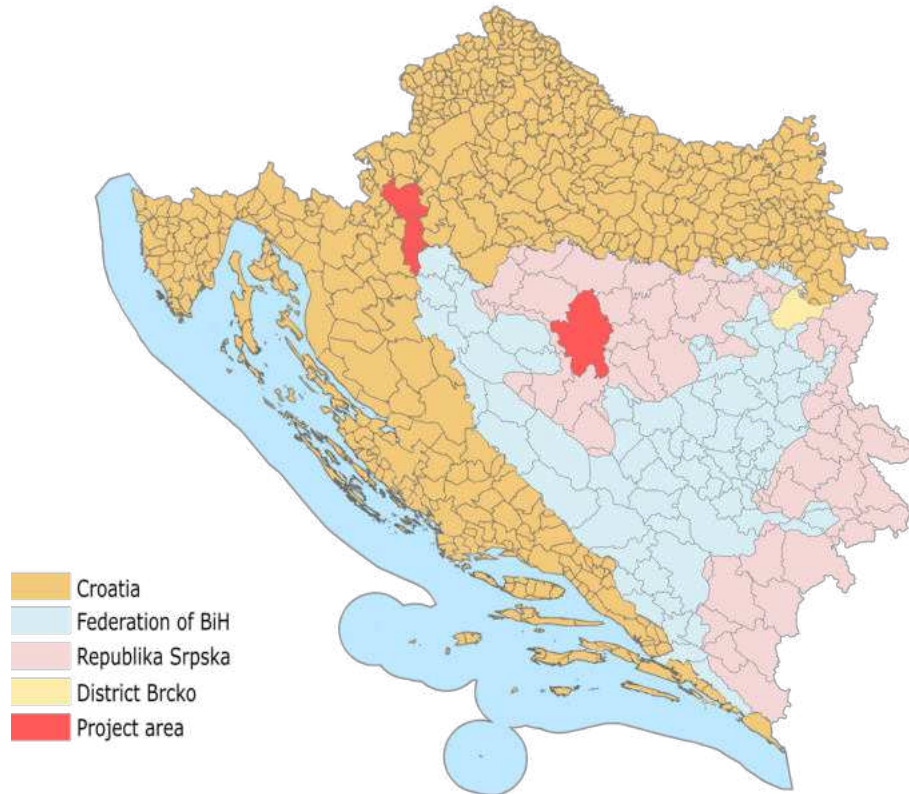 Croatia
Federation of BiH
Republika Srpska
District Brcko
Project area